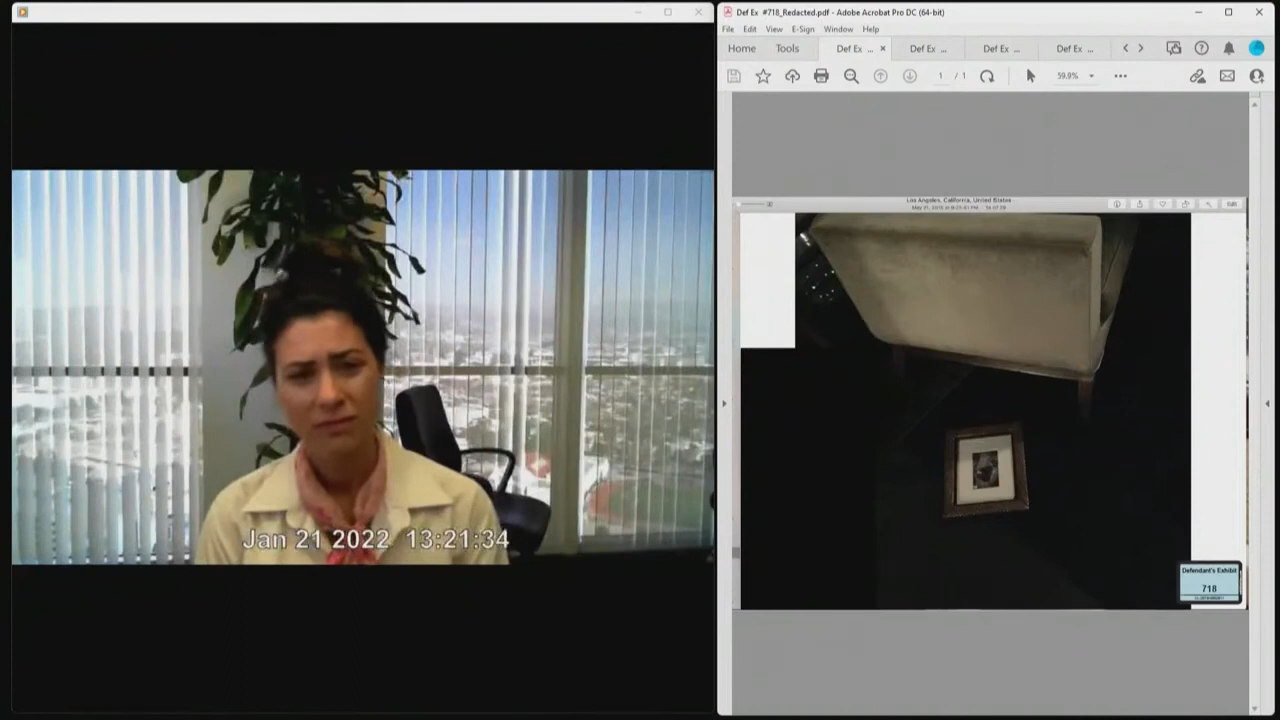 Def Ex #718_Redacted.pdf - Adobe Acrobat Pro DC (64-bit)
File Edit View E-Sign Window Help
Home Tools Def Ex ... Def Ex ... Def Ex ... Def Ex ...
1 / 1 59.9%
Los Angeles, California, United States
Edit
Jan 21 2022 13:21:34
Defendant's Exhibit
718